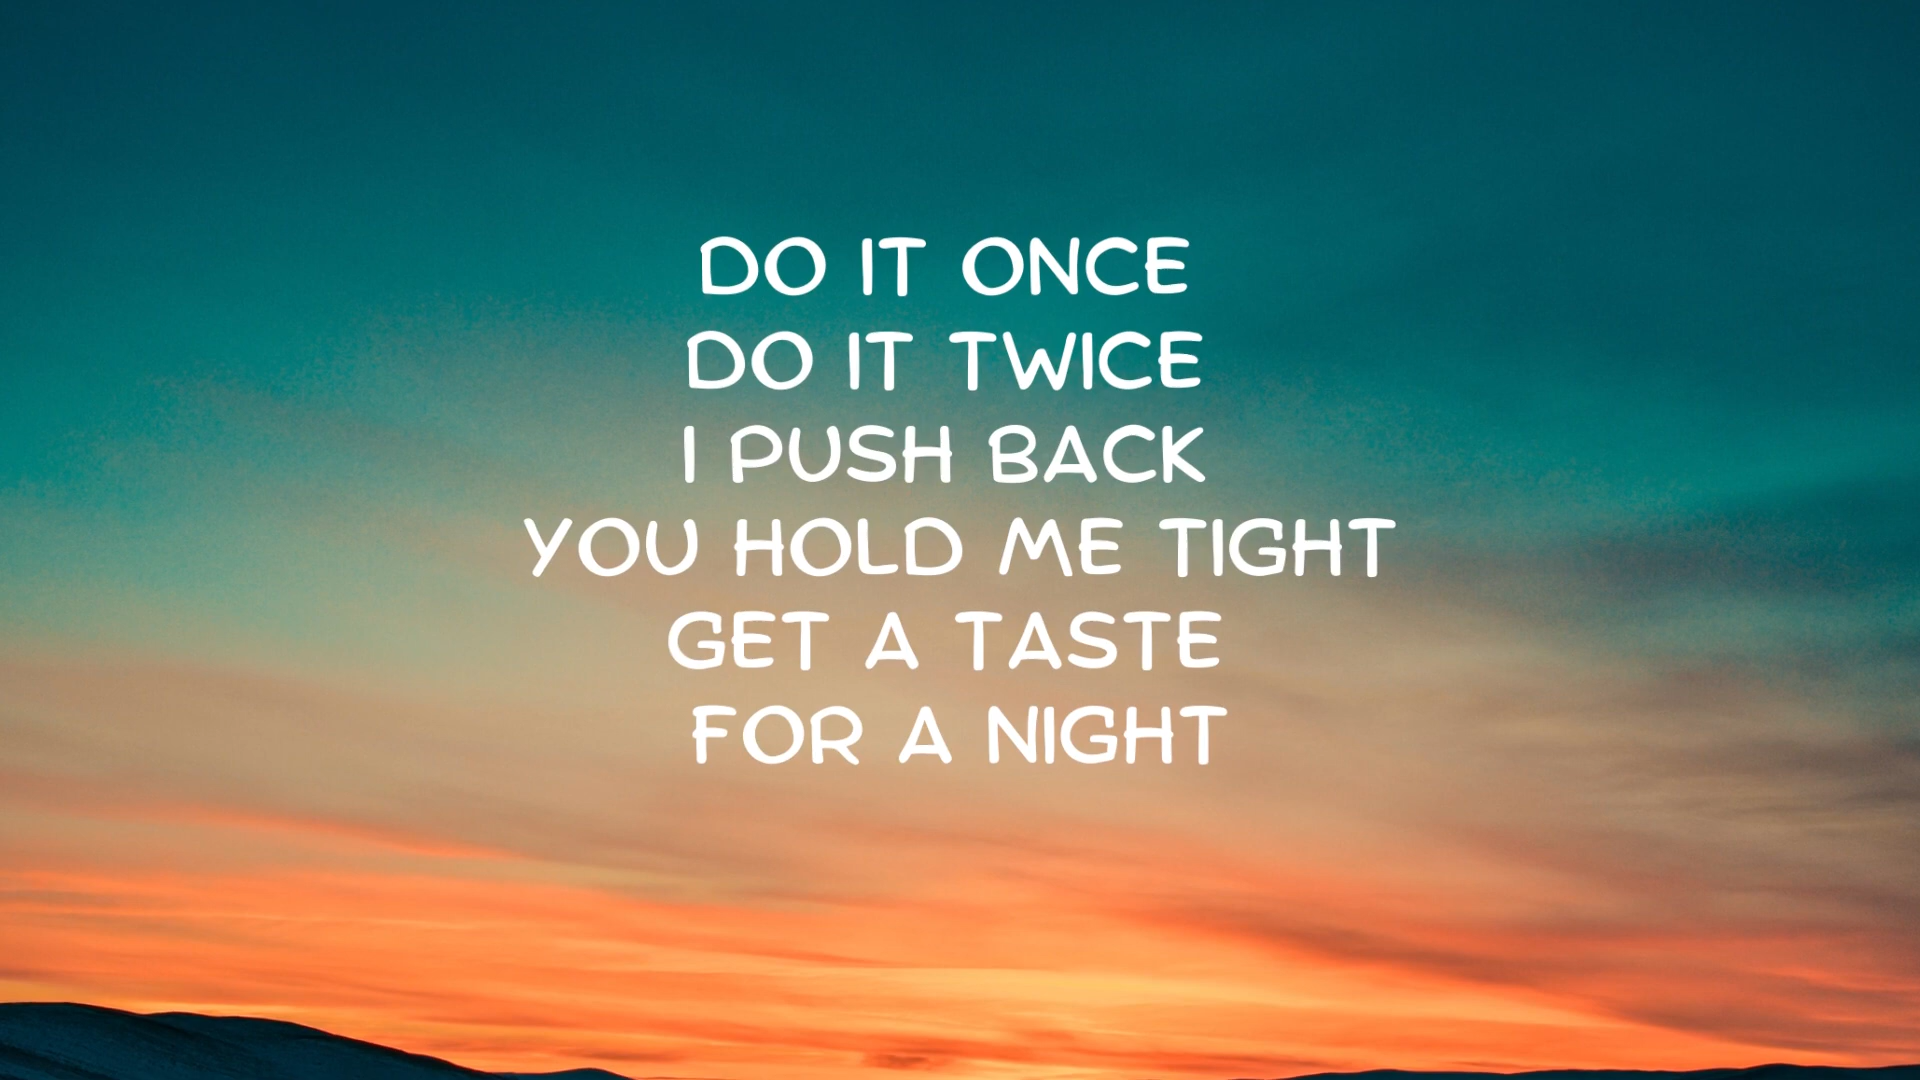 DO IT ONCE
DO IT TWICE
I PUSH BACK
YOU HOLD ME TIGHT
GET A TASTE
FOR A NIGHT